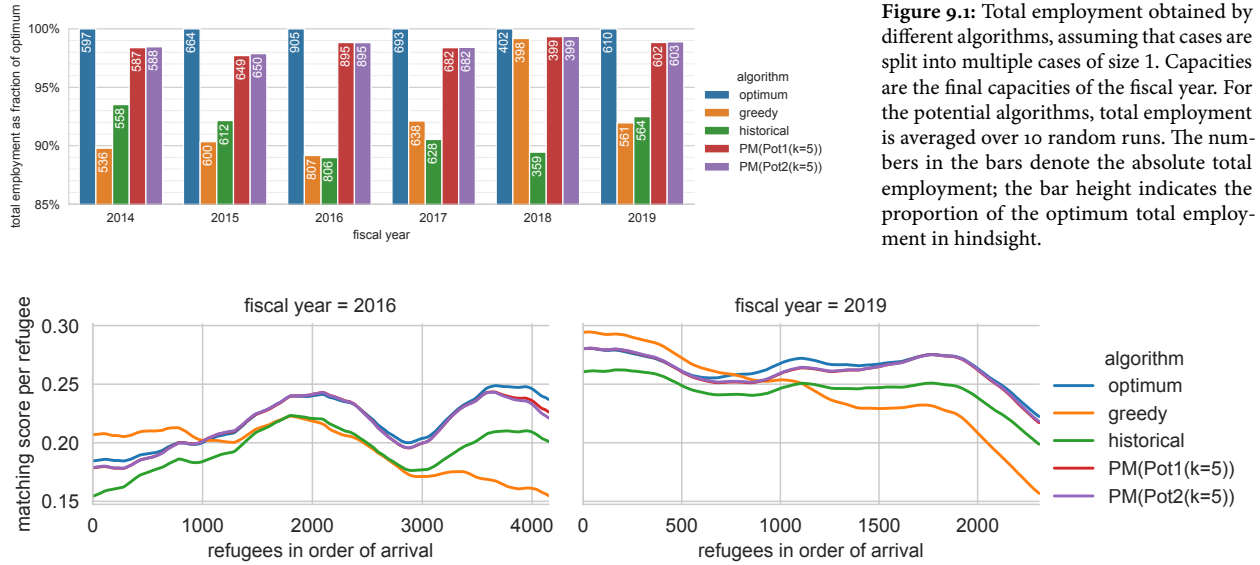 100%
95%
90%
85%
total employment as fraction of optimum
597 536 558 587 588
664 600 612 649 650
905 807 806 895 895
693 638 628 682 682
402 398 359 399 399
610 561 564 602 603
2014 2015 2016 2017 2018 2019
fiscal year
algorithm
optimum
greedy
historical
PM(Pot1(k=5))
PM(Pot2(k=5))
Figure 9.1: Total employment obtained by
different algorithms, assuming that cases are
split into multiple cases of size 1. Capacities
are the final capacities of the fiscal year. For
the potential algorithms, total employment
is averaged over 10 random runs. The num-
bers in the bars denote the absolute total
employment; the bar height indicates the
proportion of the optimum total employ-
ment in hindsight.
fiscal year = 2016
fiscal year = 2019
matching score per refugee
0.30
0.25
0.20
0.15
0 1000 2000 3000 4000
refugees in order of arrival
0 500 1000 1500 2000
refugees in order of arrival
algorithm
optimum
greedy
historical
PM(Pot1(k=5))
PM(Pot2(k=5))